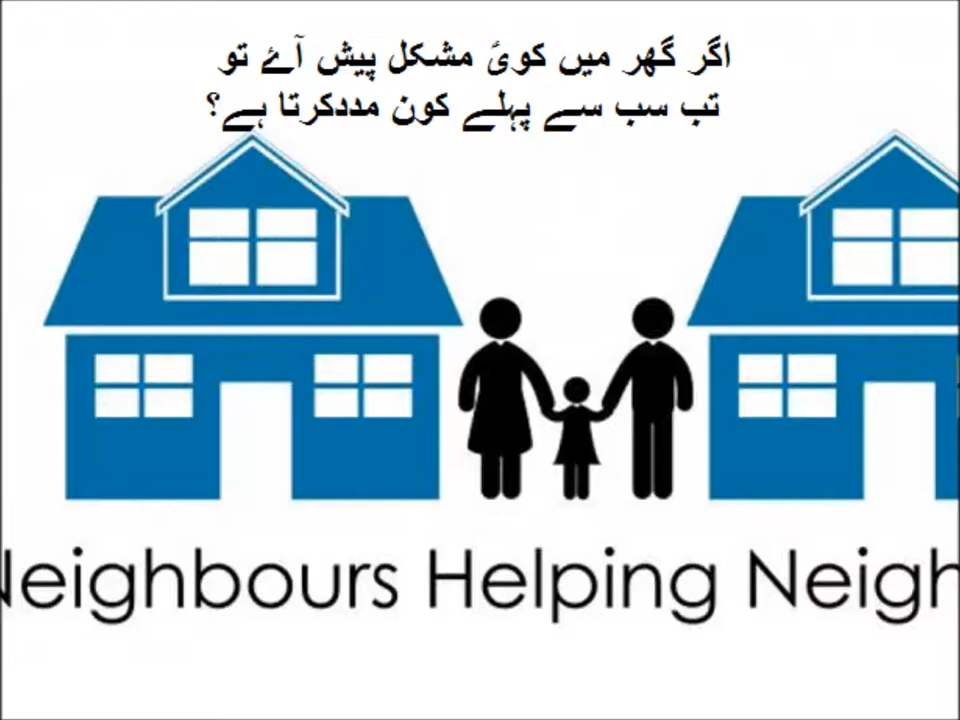 اگر گھر میں کوئ مشکل پیش آۓ تو
تب سب سے پہلے کون مددکرتا ہے؟
Neighbours Helping Neigh